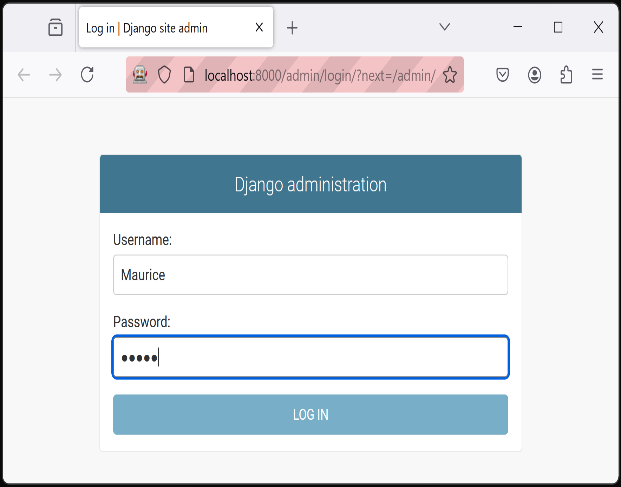 Log in | Django site admin
localhost:8000/admin/login/?next=/admin/
Django administration
Username:
Maurice
Password:
•••••
LOG IN